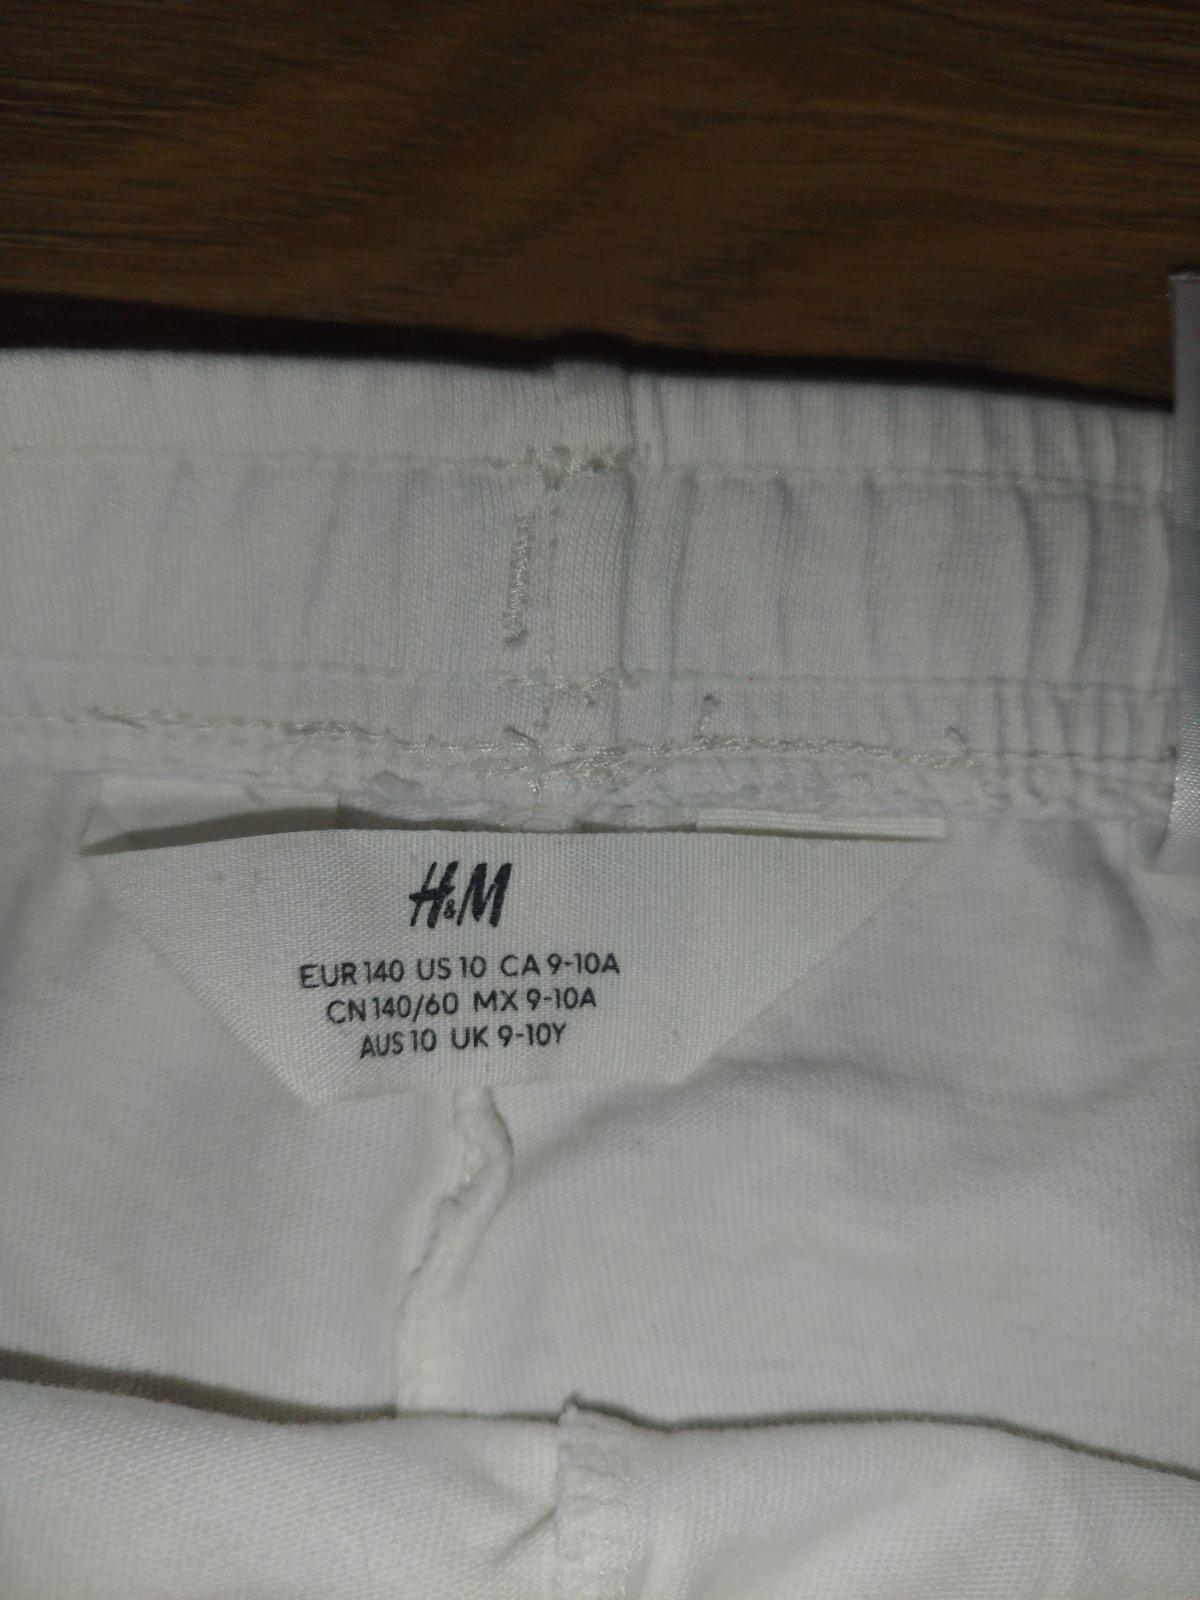 H&M
EUR 140 US 10 CA 9-10A
CN 140/60 MX 9-10A
AUS 10 UK 9-10Y